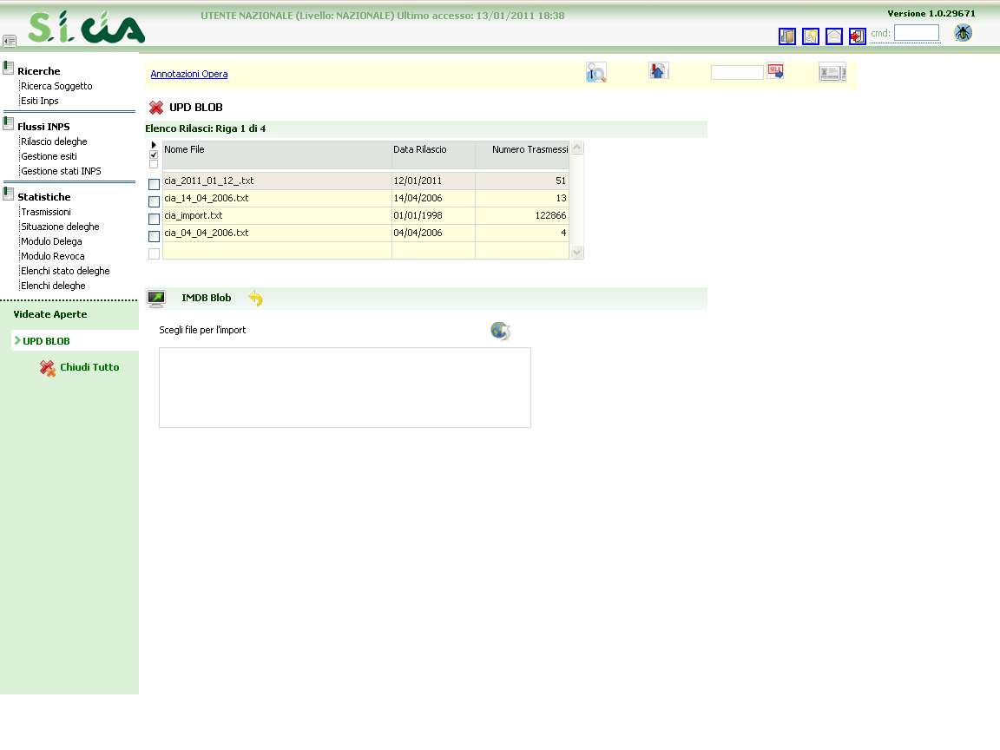 S.I. CIA
UTENTE NAZIONALE (Livello: NAZIONALE) Ultimo accesso: 13/01/2011 18:38
Versione 1.0.29671
cmd:
Ricerche
Ricerca Soggetto
Esiti Inps
Flussi INPS
Rilascio deleghe
Gestione esiti
Gestione stati INPS
Statistiche
Trasmissioni
Situazione deleghe
Modulo Delega
Modulo Revoca
Elenchi stato deleghe
Elenchi deleghe
Videate Aperte
UPD BLOB
Chiudi Tutto
Annotazioni Opera
UPD BLOB
Elenco Rilasci: Riga 1 di 4
Nome File Data Rilascio Numero Trasmessi
cia_2011_01_12_.txt 12/01/2011 51
cia_14_04_2006.txt 14/04/2006 13
cia_import.txt 01/01/1998 122866
cia_04_04_2006.txt 04/04/2006 4
IMDB Blob
Scegli file per l'import